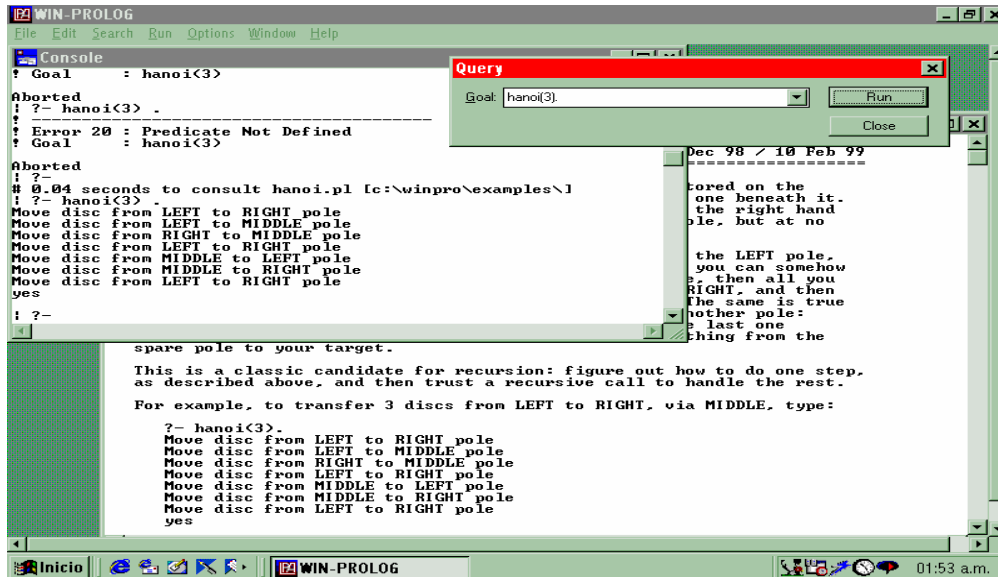 WIN-PROLOG
File Edit Search Run Options Window Help
Console
! Goal : hanoi(3)
Aborted
| ?- hanoi(3) .
! ----------------------------------------
! Error 20 : Predicate Not Defined
! Goal : hanoi(3)
Aborted
| ?-
# 0.04 seconds to consult hanoi.pl [c:\winpro\examples\]
| ?- hanoi(3) .
Move disc from LEFT to RIGHT pole
Move disc from LEFT to MIDDLE pole
Move disc from RIGHT to MIDDLE pole
Move disc from LEFT to RIGHT pole
Move disc from MIDDLE to LEFT pole
Move disc from MIDDLE to RIGHT pole
Move disc from LEFT to RIGHT pole
yes
| ?-
Query
Goal: hanoi(3). Run
Close
Dec 98 / 10 Feb 99
------------------
tored on the
one beneath it.
the right hand
ole, but at no
the LEFT pole,
you can somehow
e, then all you
RIGHT, and then
The same is true
nother pole:
e last one
thing from the
spare pole to your target.
This is a classic candidate for recursion: figure out how to do one step,
as described above, and then trust a recursive call to handle the rest.
For example, to transfer 3 discs from LEFT to RIGHT, via MIDDLE, type:
?- hanoi(3).
Move disc from LEFT to RIGHT pole
Move disc from LEFT to MIDDLE pole
Move disc from RIGHT to MIDDLE pole
Move disc from LEFT to RIGHT pole
Move disc from MIDDLE to LEFT pole
Move disc from MIDDLE to RIGHT pole
Move disc from LEFT to RIGHT pole
yes
Inicio WIN-PROLOG 01:53 a.m.